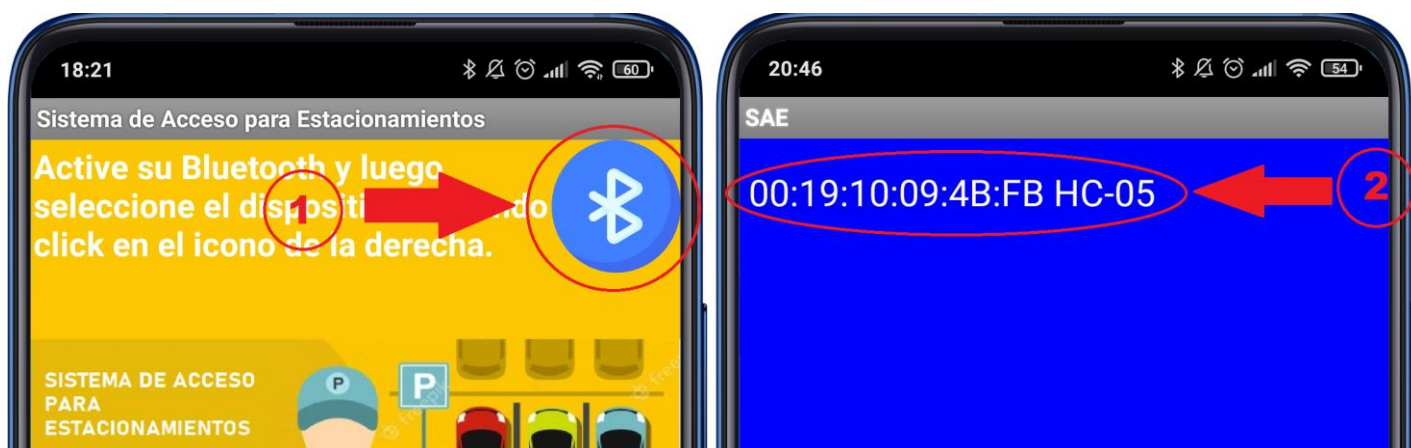 18:21
60
Sistema de Acceso para Estacionamientos
Active su Bluetooth y luego
seleccione el
click en el icono de la derecha.
1
SISTEMA DE ACCESO
PARA
ESTACIONAMIENTOS
P
P
freepik
20:46
54
SAE
00:19:10:09:4B:FB HC-05
2